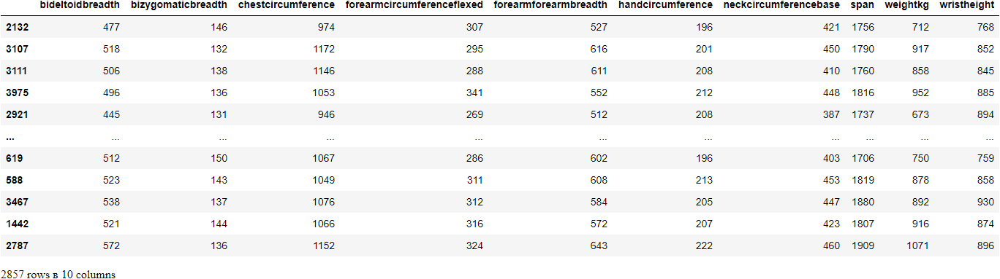 bideltoidbreadth bizygomaticbreadth chestcircumference forearmcircumferenceflexed forearmforearmbreadth handcircumference neckcircumferencebase span weightkg wristheight
2132 477 146 974 307 527 196 421 1756 712 768
3107 518 132 1172 295 616 201 450 1790 917 852
3111 506 138 1146 288 611 208 410 1760 858 845
3975 496 136 1053 341 552 212 448 1816 952 885
2921 445 131 946 269 512 208 387 1737 673 894
... ... ... ... ... ... ... ... ... ... ...
619 512 150 1067 286 602 196 403 1706 750 759
588 523 143 1049 311 608 213 453 1819 878 858
3467 538 137 1076 312 584 205 447 1880 892 930
1442 521 144 1066 316 572 207 423 1807 916 874
2787 572 136 1152 324 643 222 460 1909 1071 896
2857 rows в 10 columns